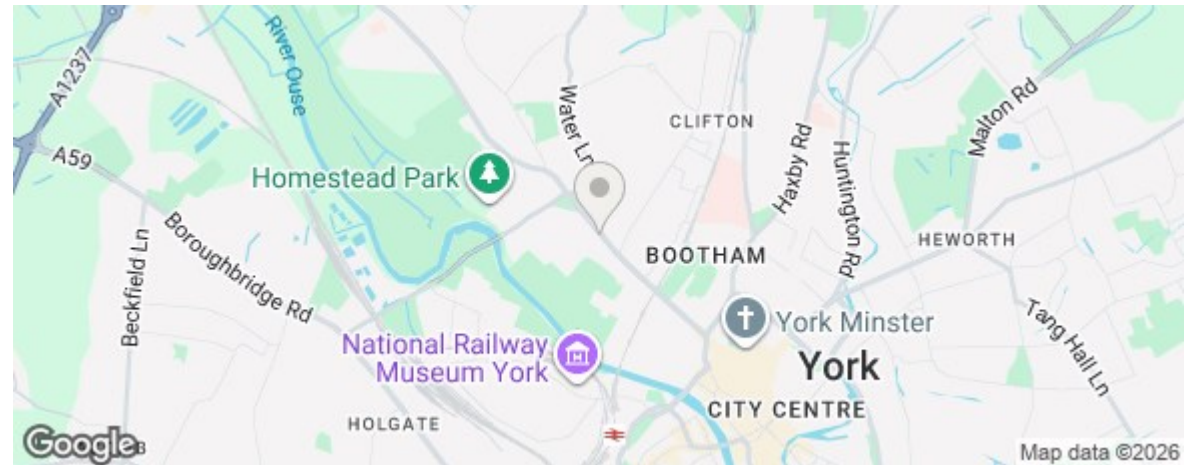 A1237
River Ouse
A59
Water Ln
CLIFTON
Haxby Rd
Huntington Rd
Malton Rd
Homestead Park
Beckfield Ln
Boroughbridge Rd
BOOTHAM
HEWORTH
York Minster
National Railway
Museum York
York
Tang Hall Ln
CITY CENTRE
HOLGATE
Google
Map data ©2026